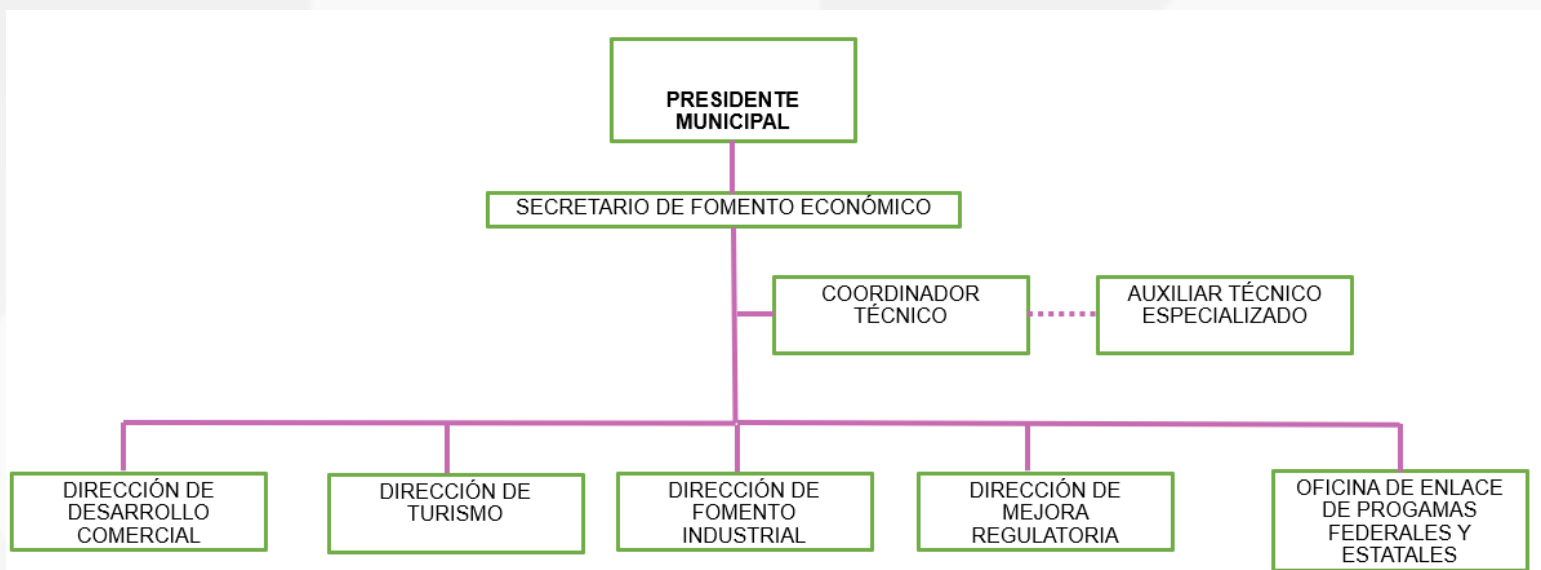 PRESIDENTE
MUNICIPAL
SECRETARIO DE FOMENTO ECONÓMICO
COORDINADOR
TÉCNICO
AUXILIAR TÉCNICO
ESPECIALIZADO
DIRECCIÓN DE
DESARROLLO
COMERCIAL
DIRECCIÓN DE
TURISMO
DIRECCIÓN DE
FOMENTO
INDUSTRIAL
DIRECCIÓN DE
MEJORA
REGULATORIA
OFICINA DE ENLACE
DE PROGAMAS
FEDERALES Y
ESTATALES